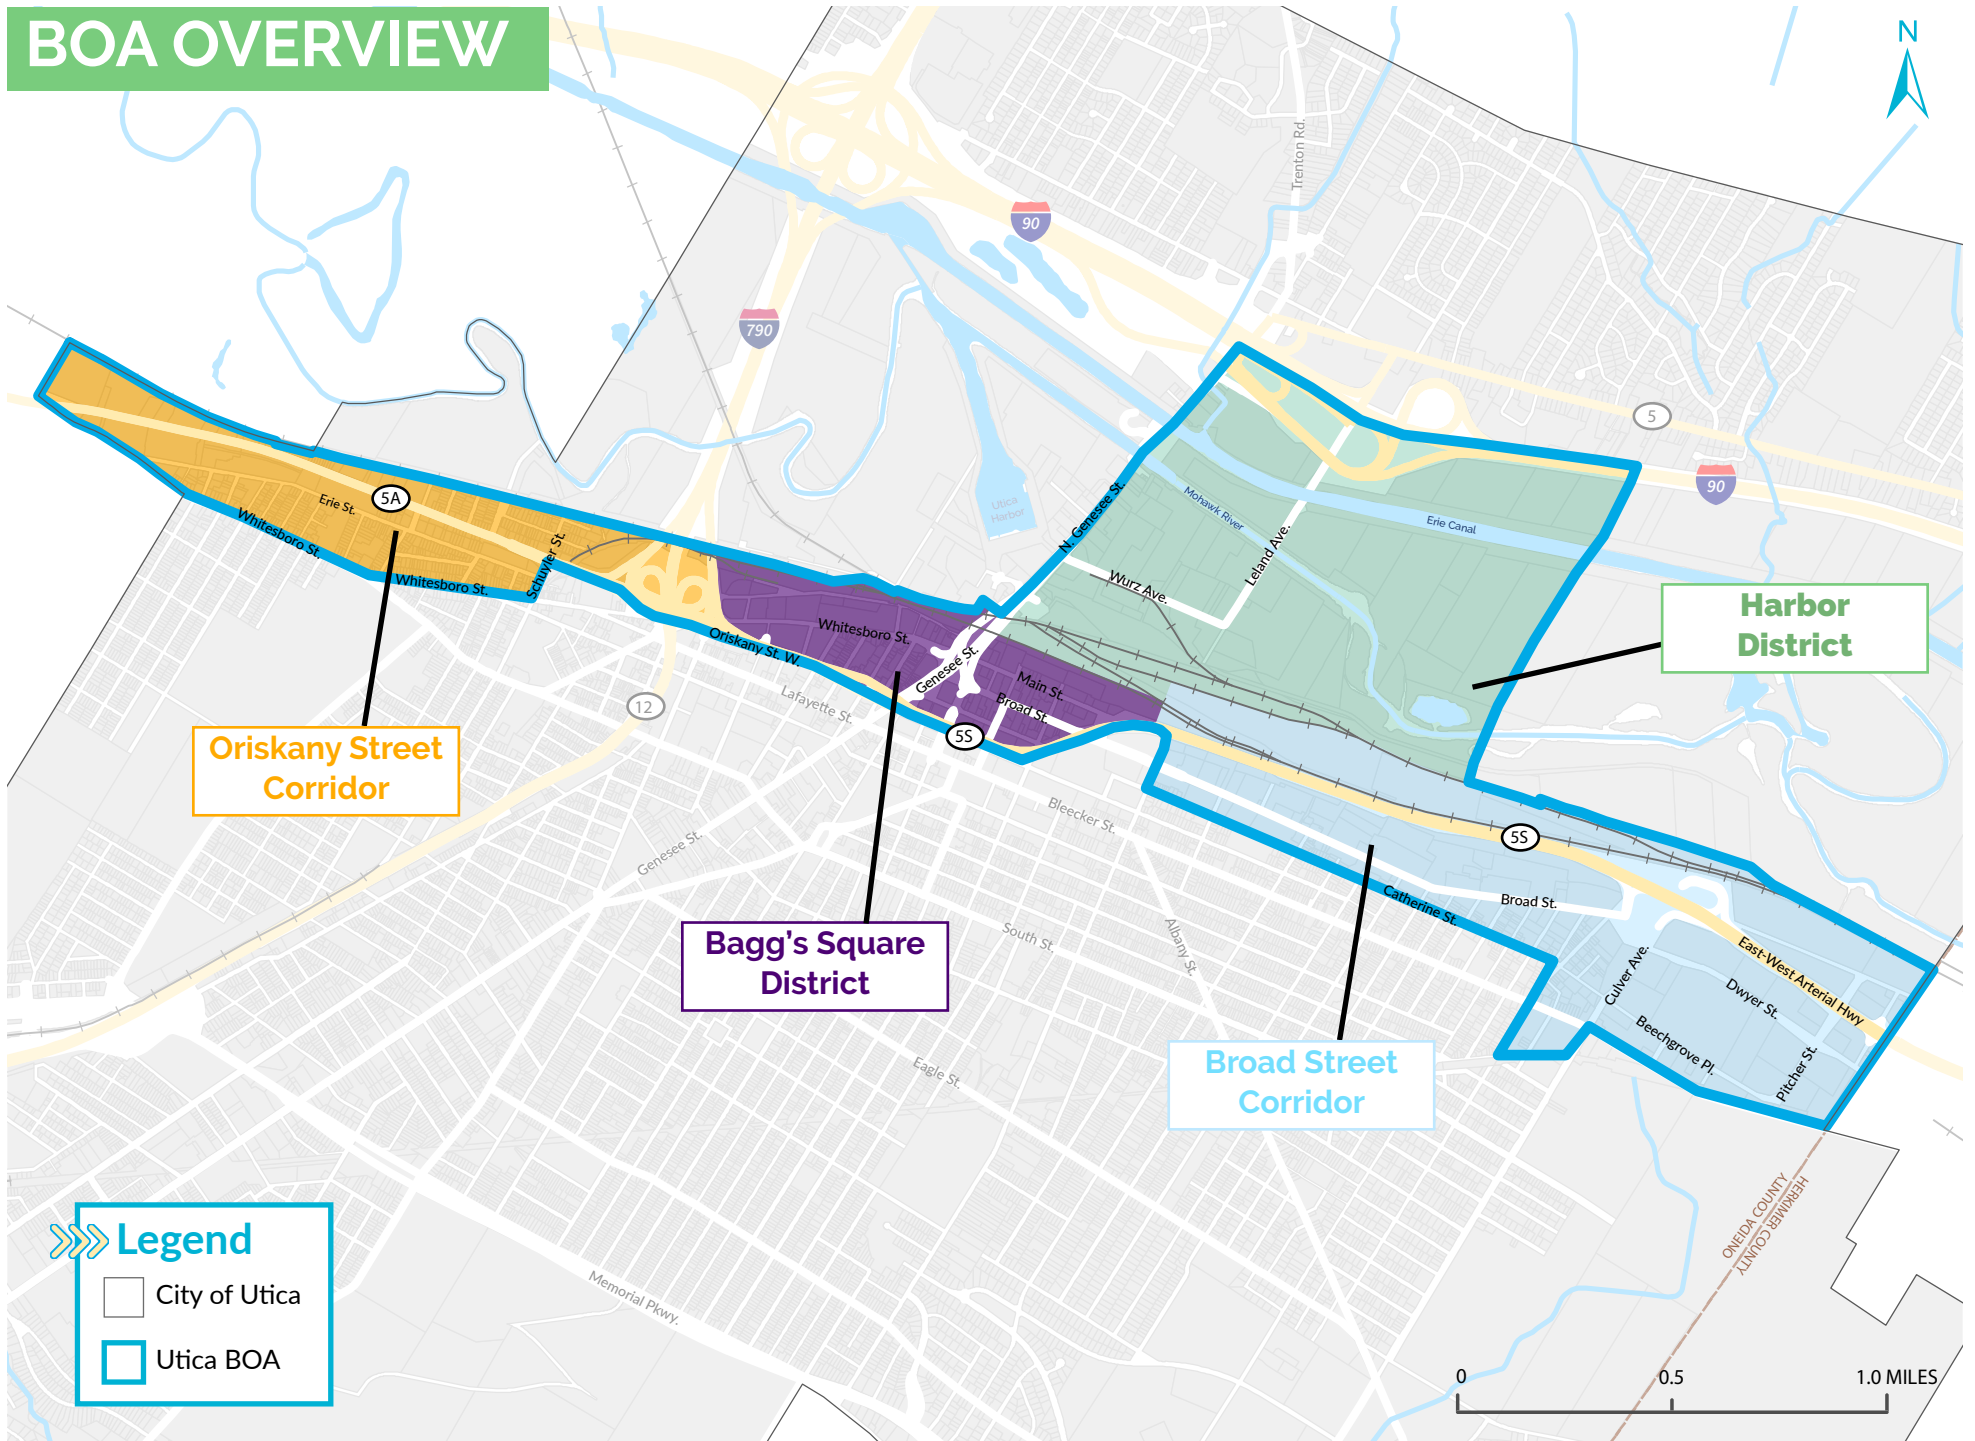 BOA OVERVIEW
N
Trenton Rd.
90
790
5
90
Utica
Harbor
N. Genesee St.
Mohawk River
Erie Canal
Leland Ave.
Wurz Ave.
5A
Erie St.
Whitesboro St.
Whitesboro St.
Schuyler St.
Harbor
District
Whitesboro St.
Oriskany St. W.
Genesee St.
Main St.
Broad St.
Lafayette St.
12
5S
Oriskany Street
Corridor
Bleecker St.
Genesee St.
5S
Catherine St.
Broad St.
Bagg's Square
District
South St.
Albany St.
Culver Ave.
East-West Arterial Hwy
Dwyer St.
Beechgrove Pl.
Pitcher St.
Broad Street
Corridor
Eagle St.
ONEIDA COUNTY
HERKIMER COUNTY
Memorial Pkwy.
Legend
City of Utica
Utica BOA
0 0.5 1.0 MILES